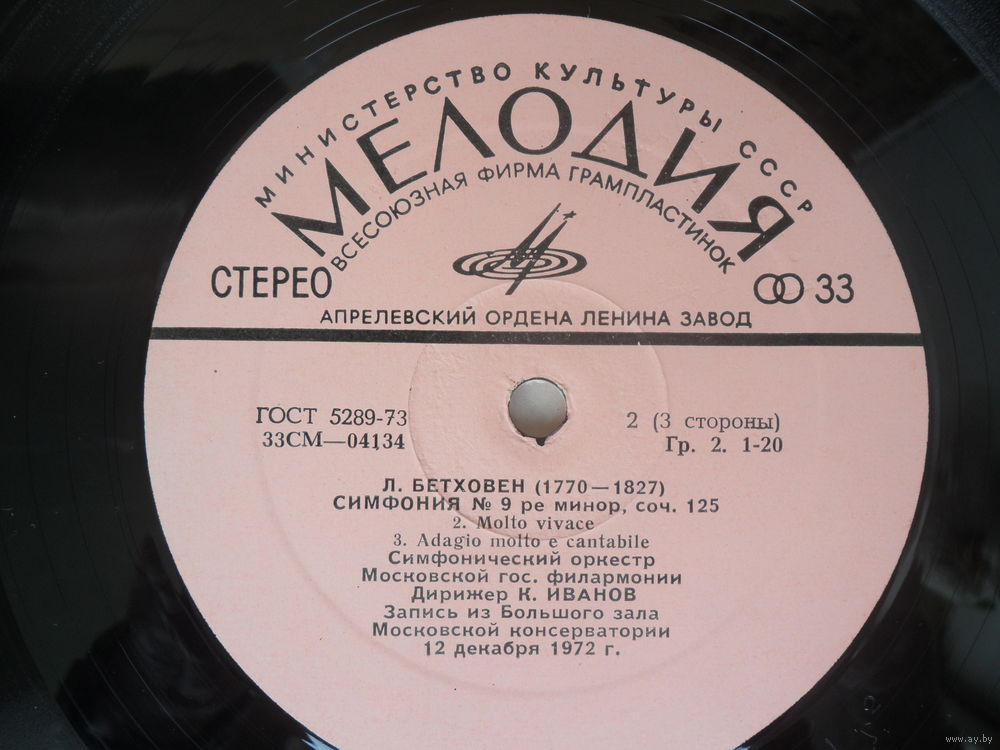 МИНИСТЕРСТВО КУЛЬТУРЫ СССР
МЕЛОДИЯ
ВСЕСОЮЗНАЯ ФИРМА ГРАМПЛАСТИНОК
СТЕРЕО
33
АПРЕЛЕВСКИЙ ОРДЕНА ЛЕНИНА ЗАВОД
ГОСТ 5289-73
2 (3 стороны)
33СМ—04134
Гр. 2. 1-20
Л. БЕТХОВЕН (1770—1827)
СИМФОНИЯ № 9 ре минор, соч. 125
2. Molto vivace
3. Adagio molto e cantabile
Симфонический оркестр
Московской гос. филармонии
Дирижер К. ИВАНОВ
Запись из Большого зала
Московской консерватории
12 декабря 1972 г.
www.ay.by